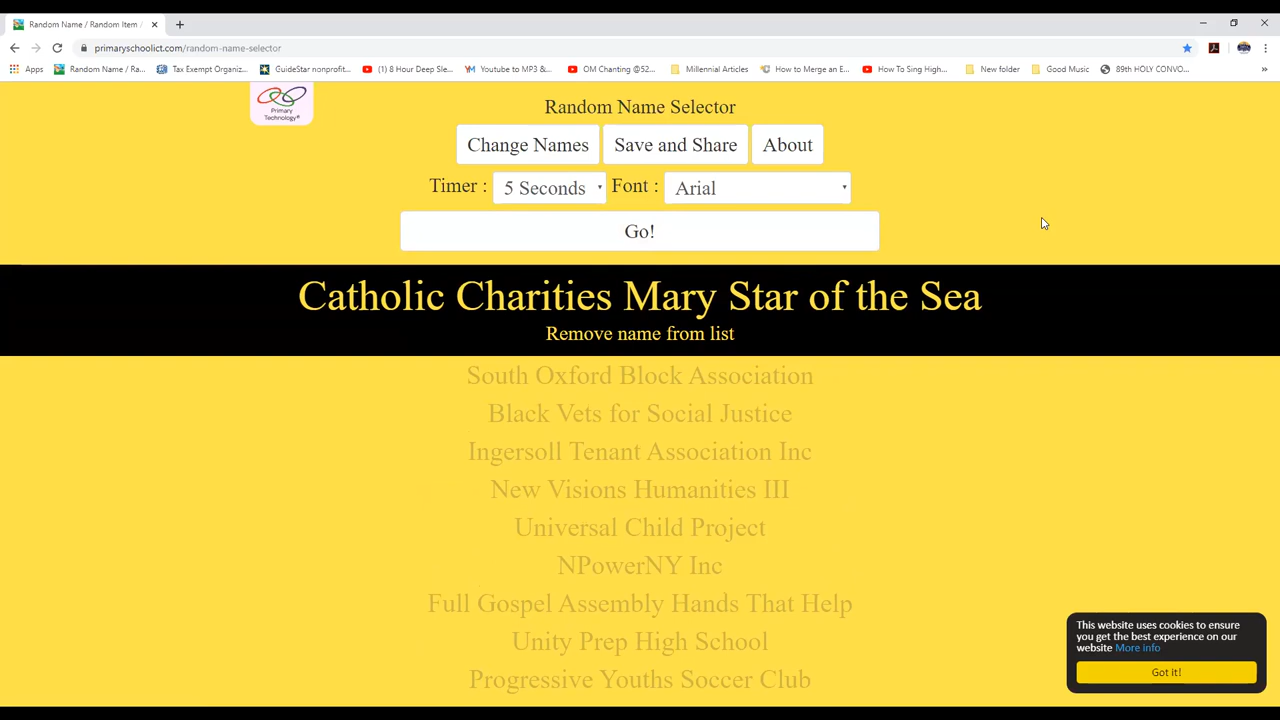 Random Name / Random Item /
primaryschoolict.com/random-name-selector
Apps
Random Name / Ra...
Tax Exempt Organiz...
GuideStar nonprofit...
(1) 8 Hour Deep Sle...
Youtube to MP3 &...
OM Chanting @52...
Millennial Articles
How to Merge an E...
How To Sing High...
New folder
Good Music
89th HOLY CONVO...
»
Primary
Technology®
Random Name Selector
Change Names
Save and Share
About
Timer : 5 Seconds Font : Arial
Go!
Catholic Charities Mary Star of the Sea
Remove name from list
South Oxford Block Association
Black Vets for Social Justice
Ingersoll Tenant Association Inc
New Visions Humanities III
Universal Child Project
NPowerNY Inc
Full Gospel Assembly Hands That Help
Unity Prep High School
Progressive Youths Soccer Club
This website uses cookies to ensure
you get the best experience on our
website More info
Got it!